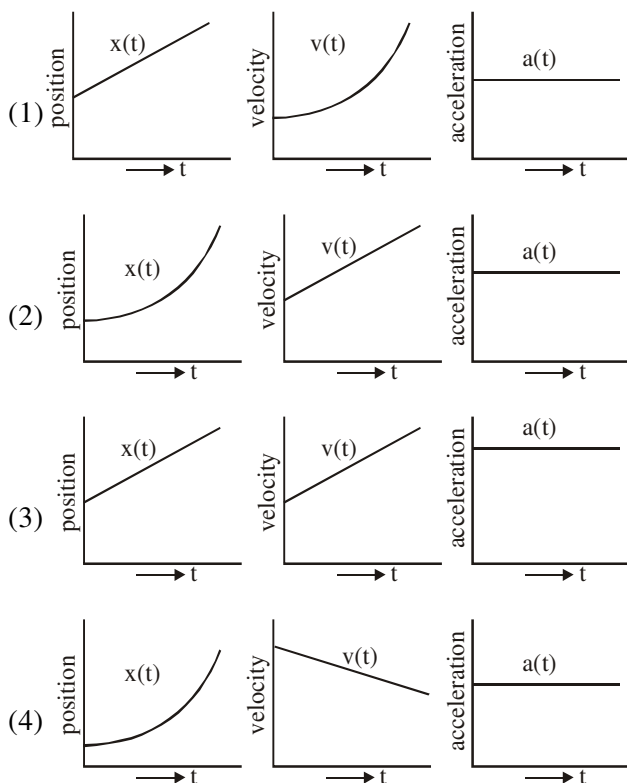 position x(t) velocity v(t) acceleration a(t)
(1)
t t t
position x(t) velocity v(t) acceleration a(t)
(2)
t t t
position x(t) velocity v(t) acceleration a(t)
(3)
t t t
position x(t) velocity v(t) acceleration a(t)
(4)
t t t